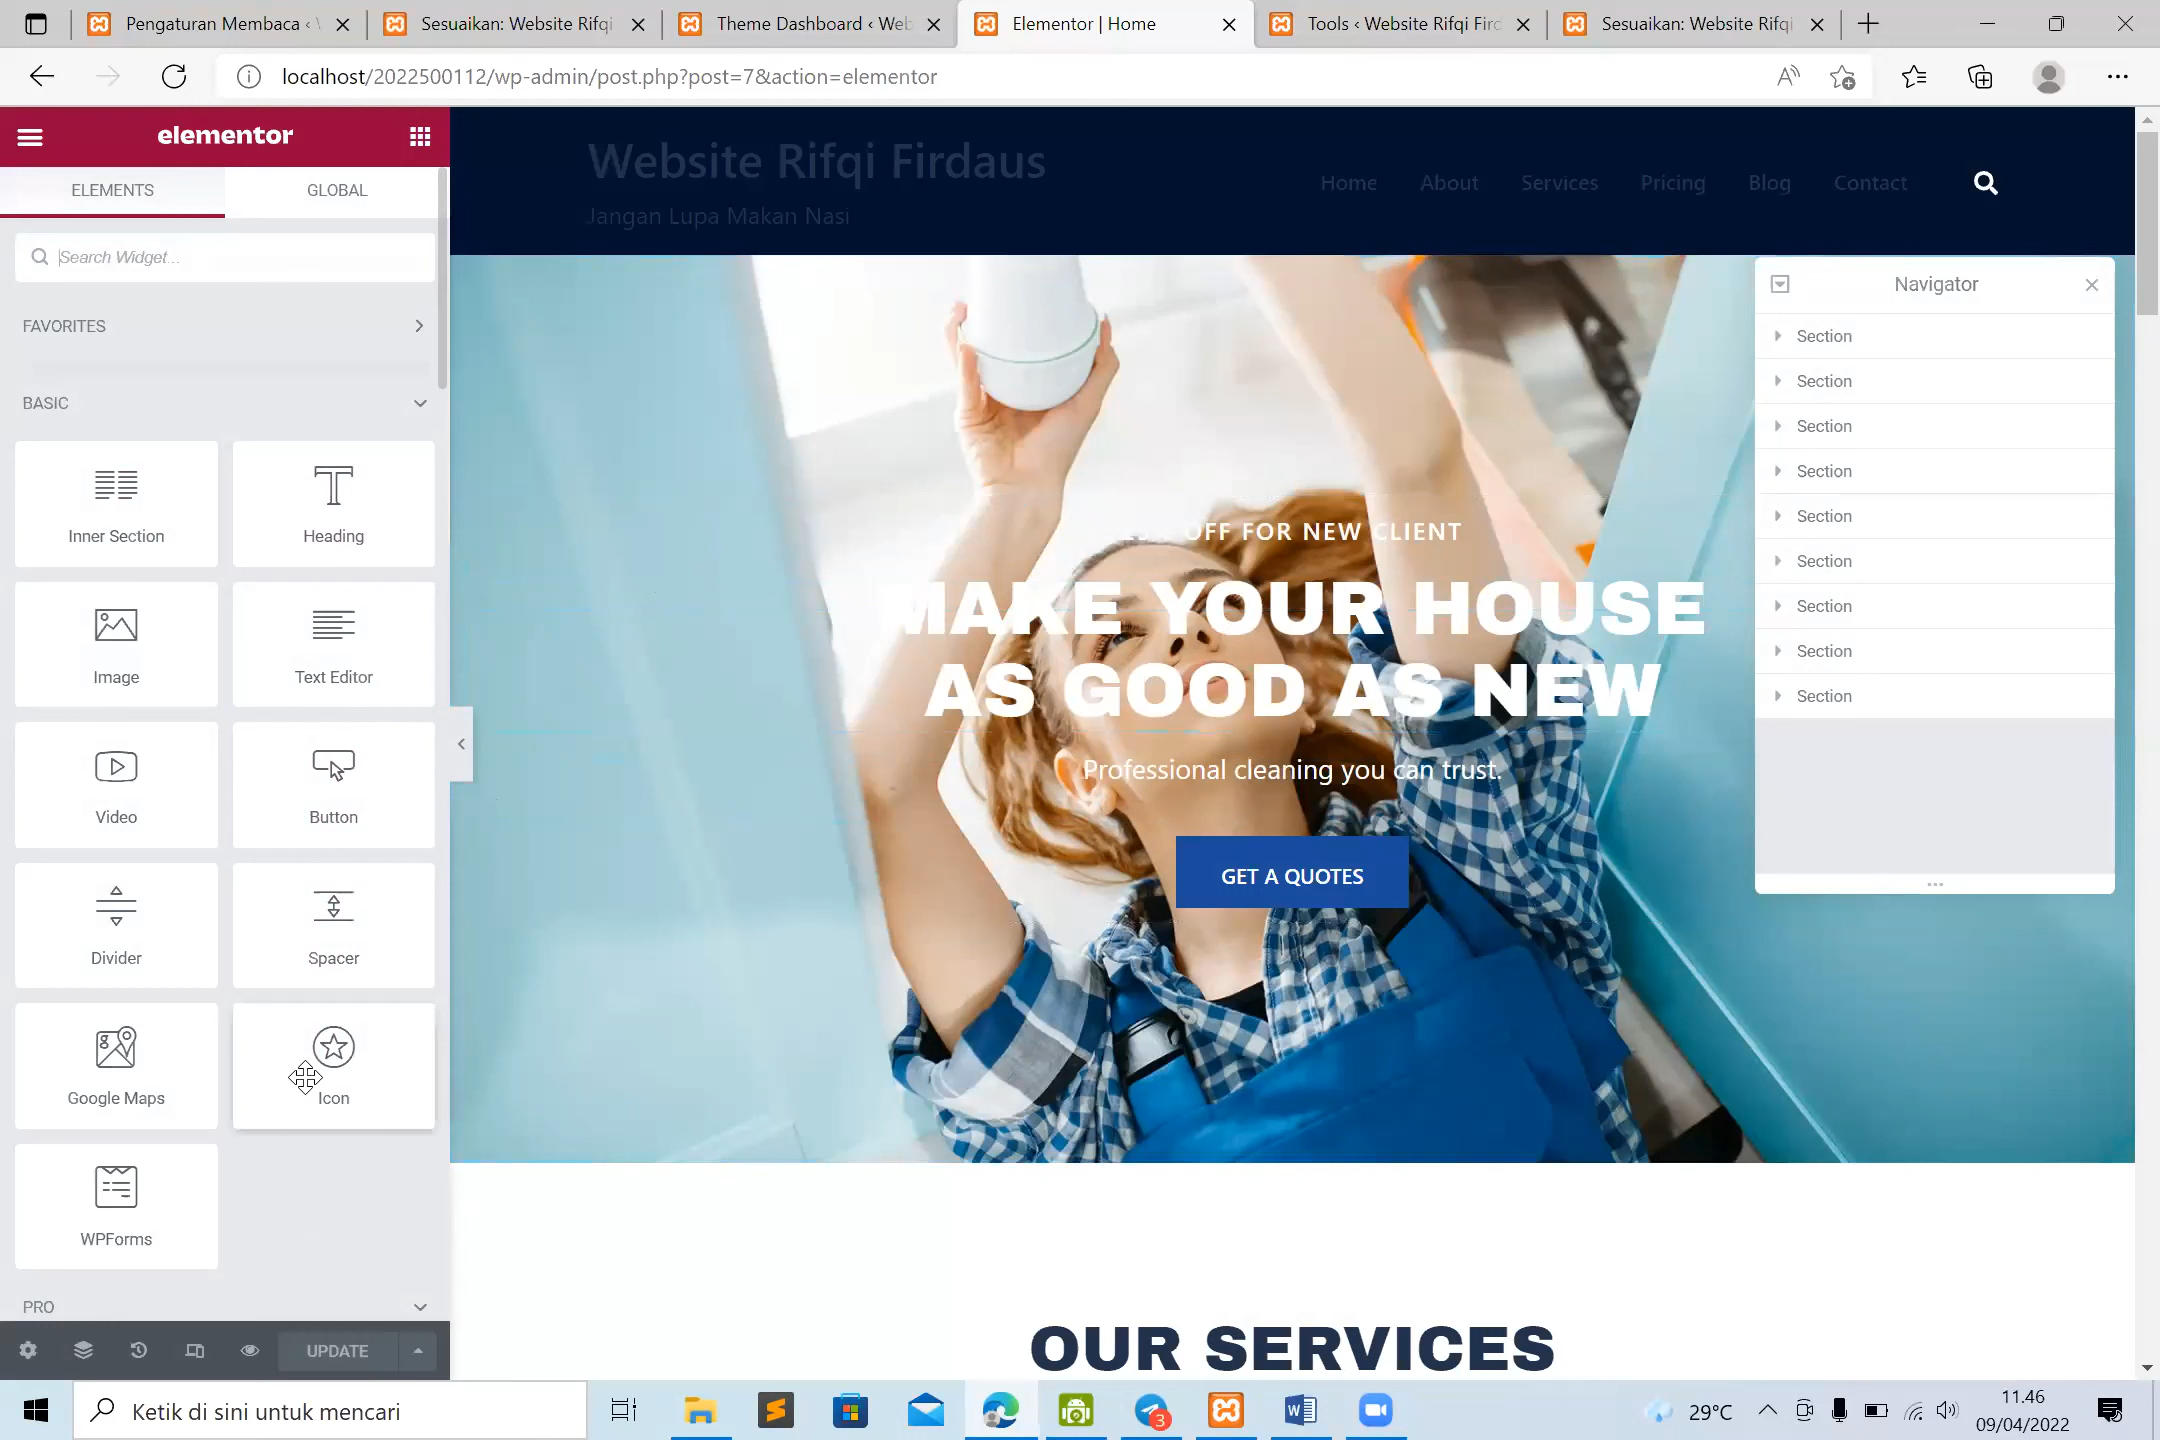 Pengaturan Membaca ‹
Sesuaikan: Website Rifqi
Theme Dashboard ‹ Web
Elementor | Home
Tools ‹ Website Rifqi Fird
Sesuaikan: Website Rifqi
localhost/2022500112/wp-admin/post.php?post=7&action=elementor
elementor
ELEMENTS
GLOBAL
Search Widget...
FAVORITES
BASIC
Inner Section
Heading
Image
Text Editor
Video
Button
Divider
Spacer
Google Maps
Icon
WPForms
PRO
UPDATE
Website Rifqi Firdaus
Jangan Lupa Makan Nasi
Home
About
Services
Pricing
Blog
Contact
OFF FOR NEW CLIENT
MAKE YOUR HOUSE
AS GOOD AS NEW
Professional cleaning you can trust.
GET A QUOTES
OUR SERVICES
Navigator
Section
Section
Section
Section
Section
Section
Section
Section
Section
Ketik di sini untuk mencari
3
29°C
11.46
09/04/2022